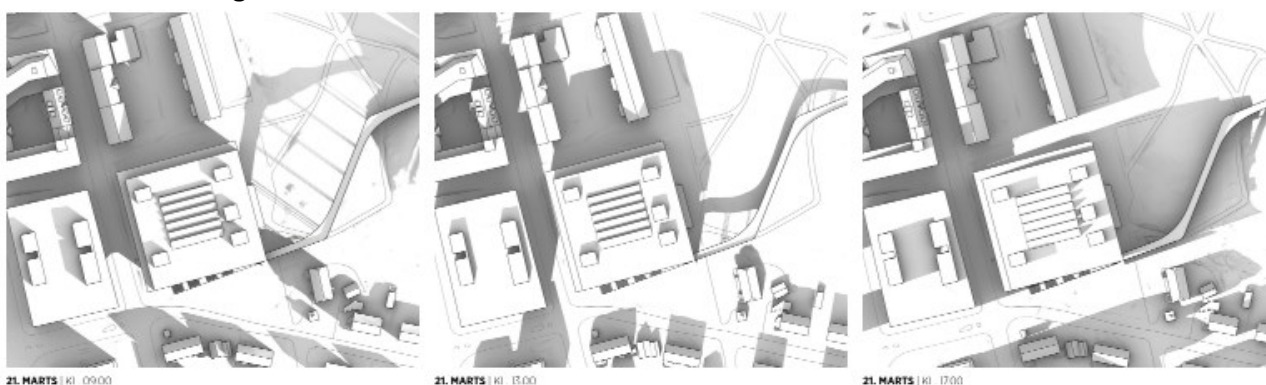 21. MARTS | KL. 09.00
21. MARTS | KL. 13.00
21. MARTS | KL. 17.00